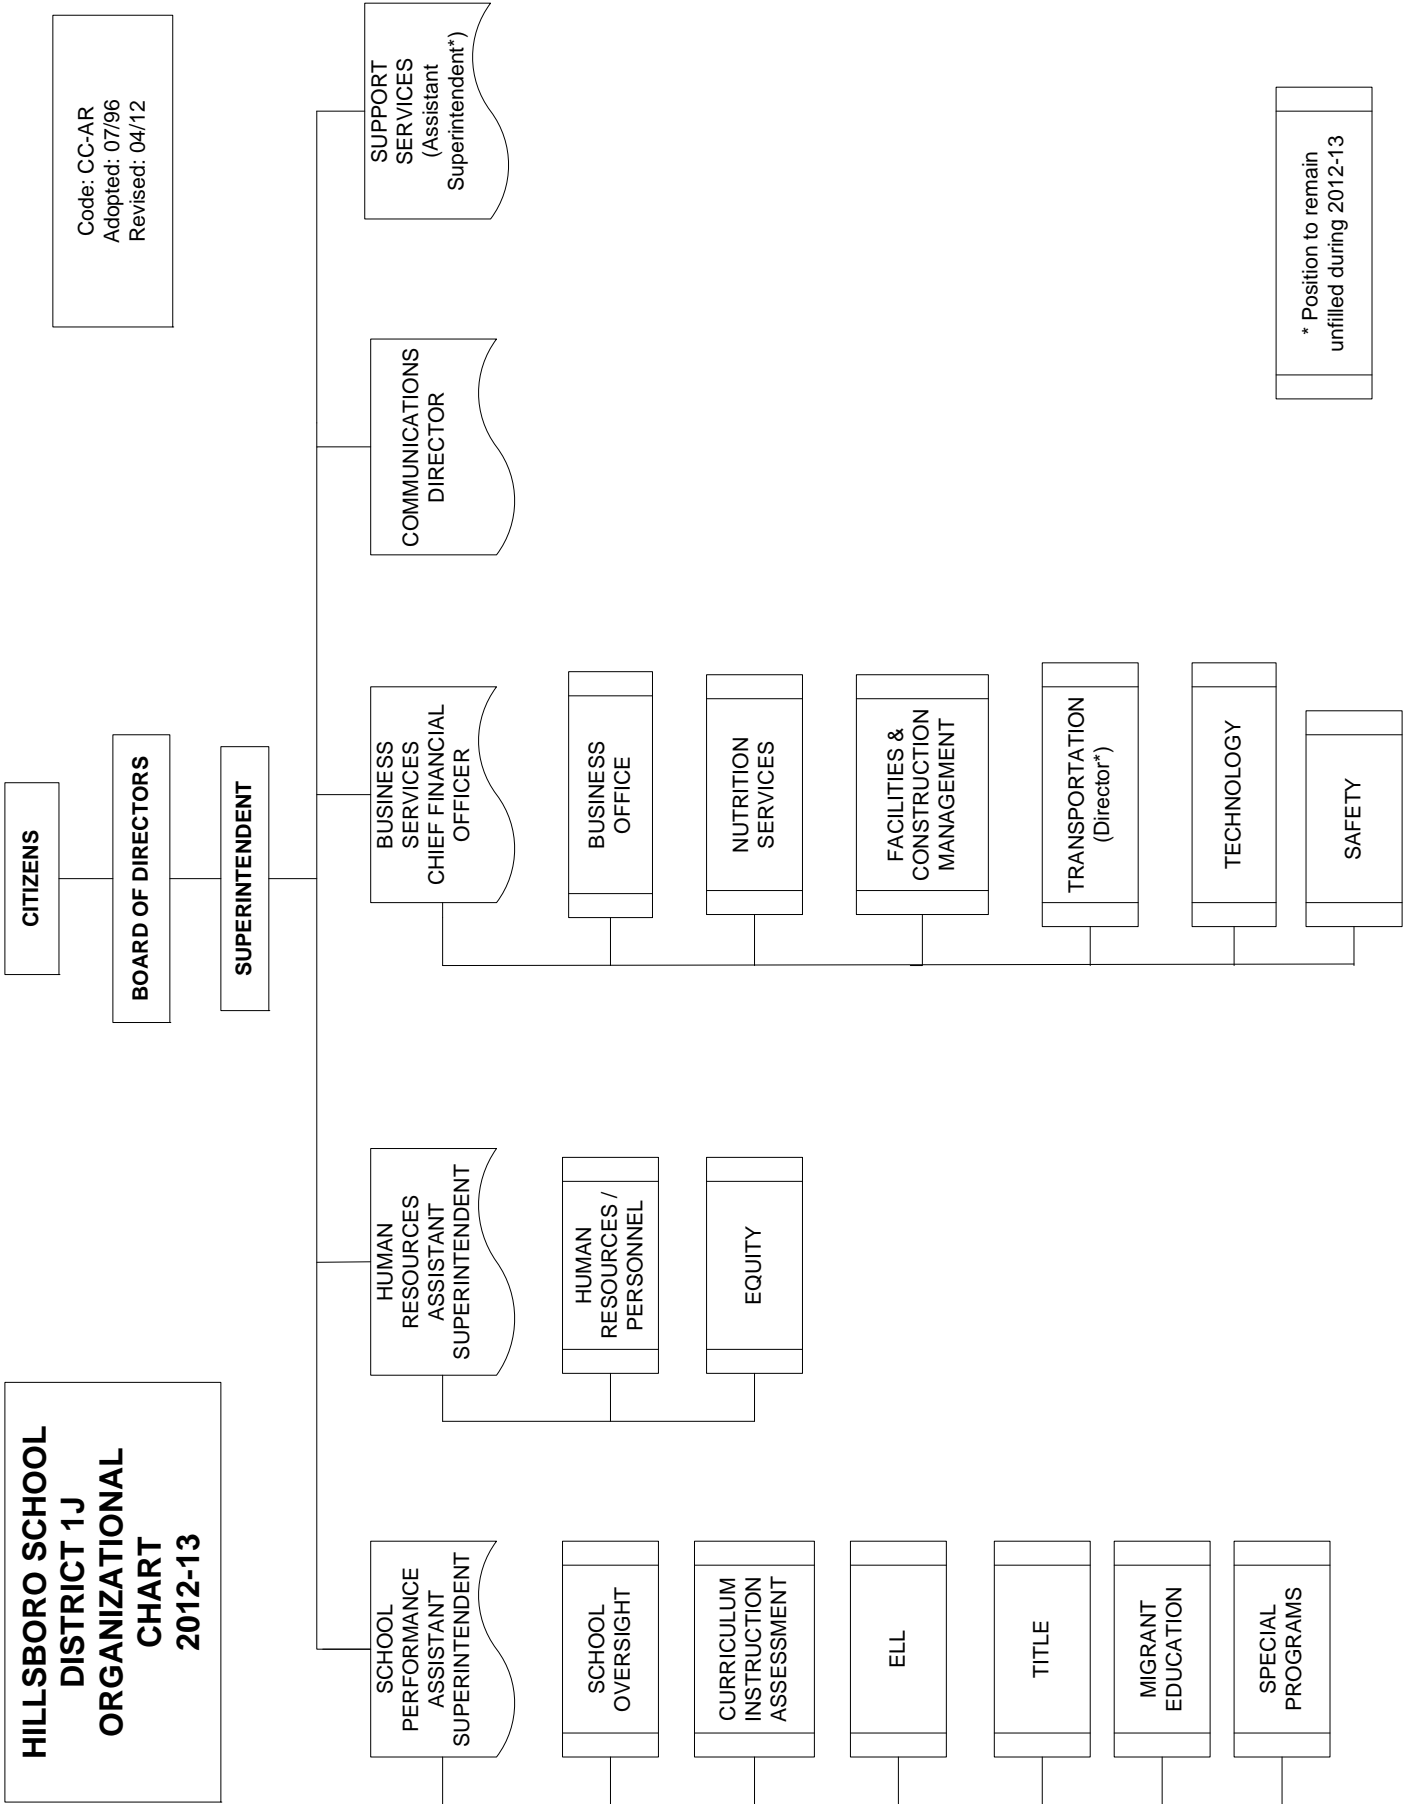 HILLSBORO SCHOOL
DISTRICT 1J
ORGANIZATIONAL
CHART
2012-13
CITIZENS
BOARD OF DIRECTORS
SUPERINTENDENT
Code: CC-AR
Adopted: 07/96
Revised: 04/12
SCHOOL
PERFORMANCE
ASSISTANT
SUPERINTENDENT
SCHOOL
OVERSIGHT
CURRICULUM
INSTRUCTION
ASSESSMENT
ELL
TITLE
MIGRANT
EDUCATION
SPECIAL
PROGRAMS
HUMAN
RESOURCES
ASSISTANT
SUPERINTENDENT
HUMAN
RESOURCES /
PERSONNEL
EQUITY
BUSINESS
SERVICES
CHIEF FINANCIAL
OFFICER
BUSINESS
OFFICE
NUTRITION
SERVICES
FACILITIES &
CONSTRUCTION
MANAGEMENT
TRANSPORTATION
(Director*)
TECHNOLOGY
SAFETY
COMMUNICATIONS
DIRECTOR
SUPPORT
SERVICES
(Assistant
Superintendent*)
* Position to remain
unfilled during 2012-13